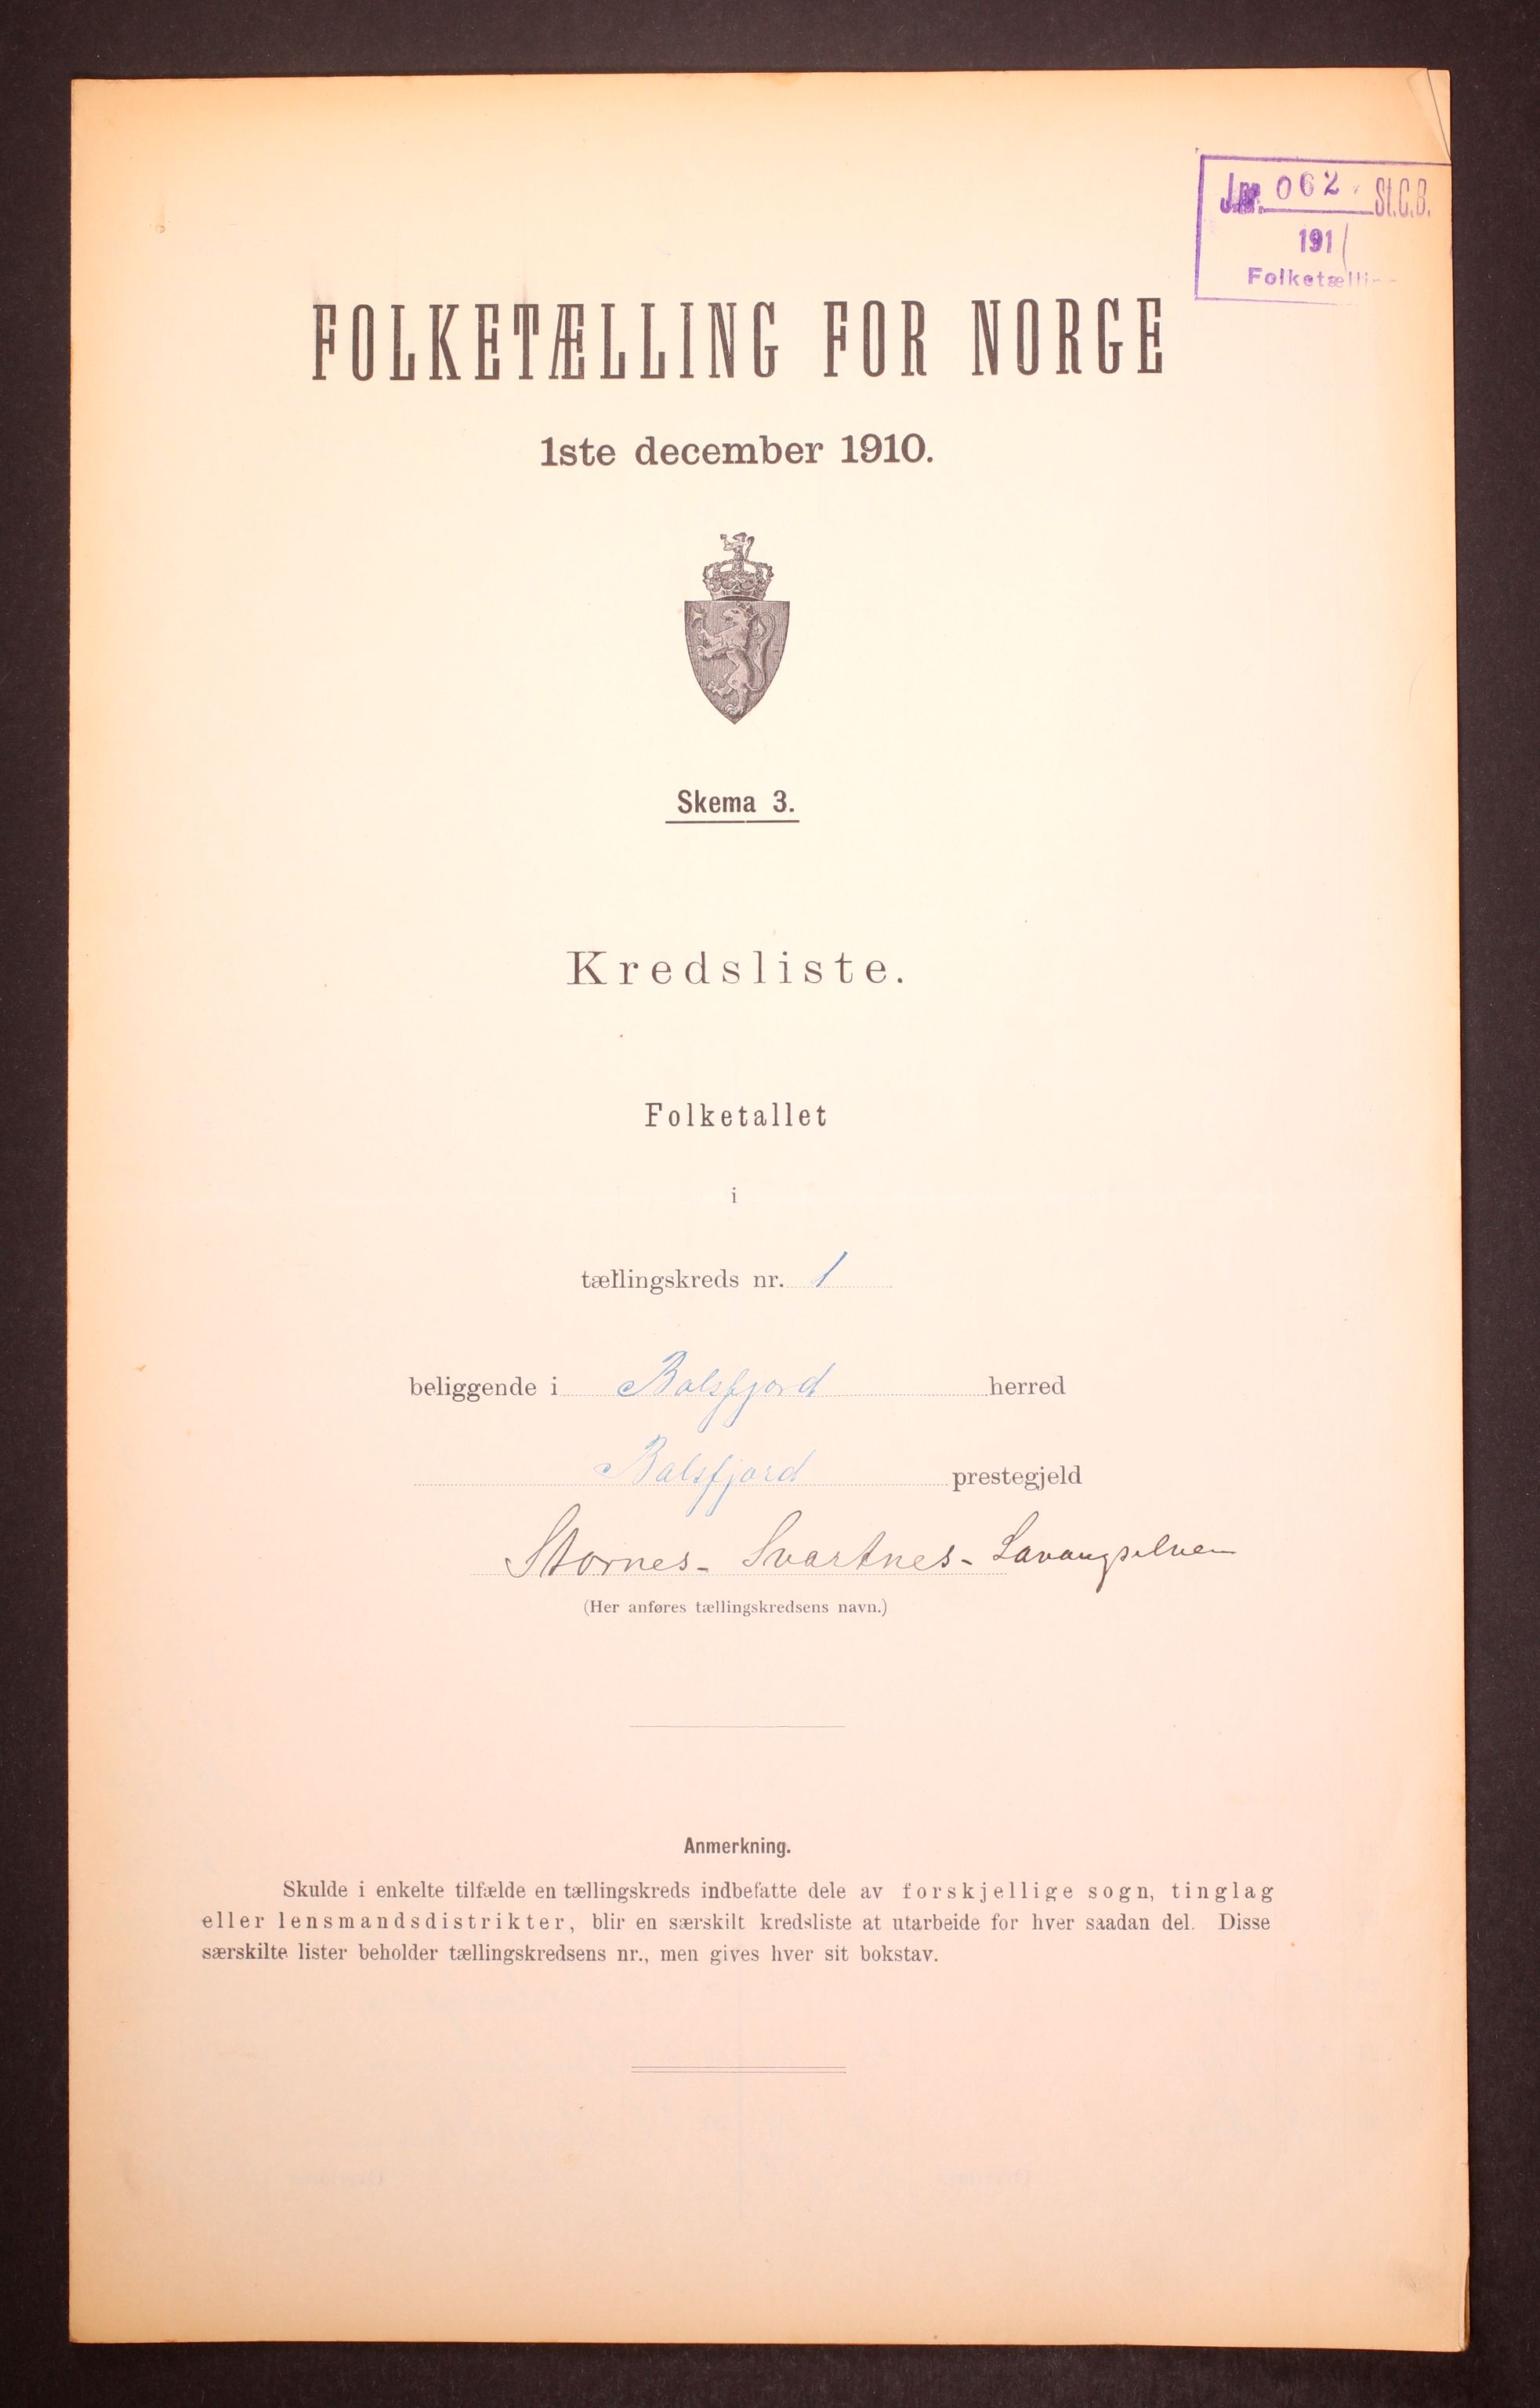 J.nr. 062 St.C.B.
191
Folketælling
FOLKETÆLLING FOR NORGE
1ste december 1910.
Skema 3.
Kredsliste.
Folketallet
i
tællingskreds nr. 1
beliggende i Balsfjord herred
Balsfjord prestegjeld
Stornes - Svartnes - Lavangselven
(Her anføres tællingskredsens navn.)
Anmerkning.
Skulde i enkelte tilfælde en tællingskreds indbefatte dele av forskjellige sogn, tinglag
eller lensmandsdistrikter, blir en særskilt kredsliste at utarbeide for hver saadan del. Disse
særskilte lister beholder tællingskredsens nr., men gives hver sit bokstav.